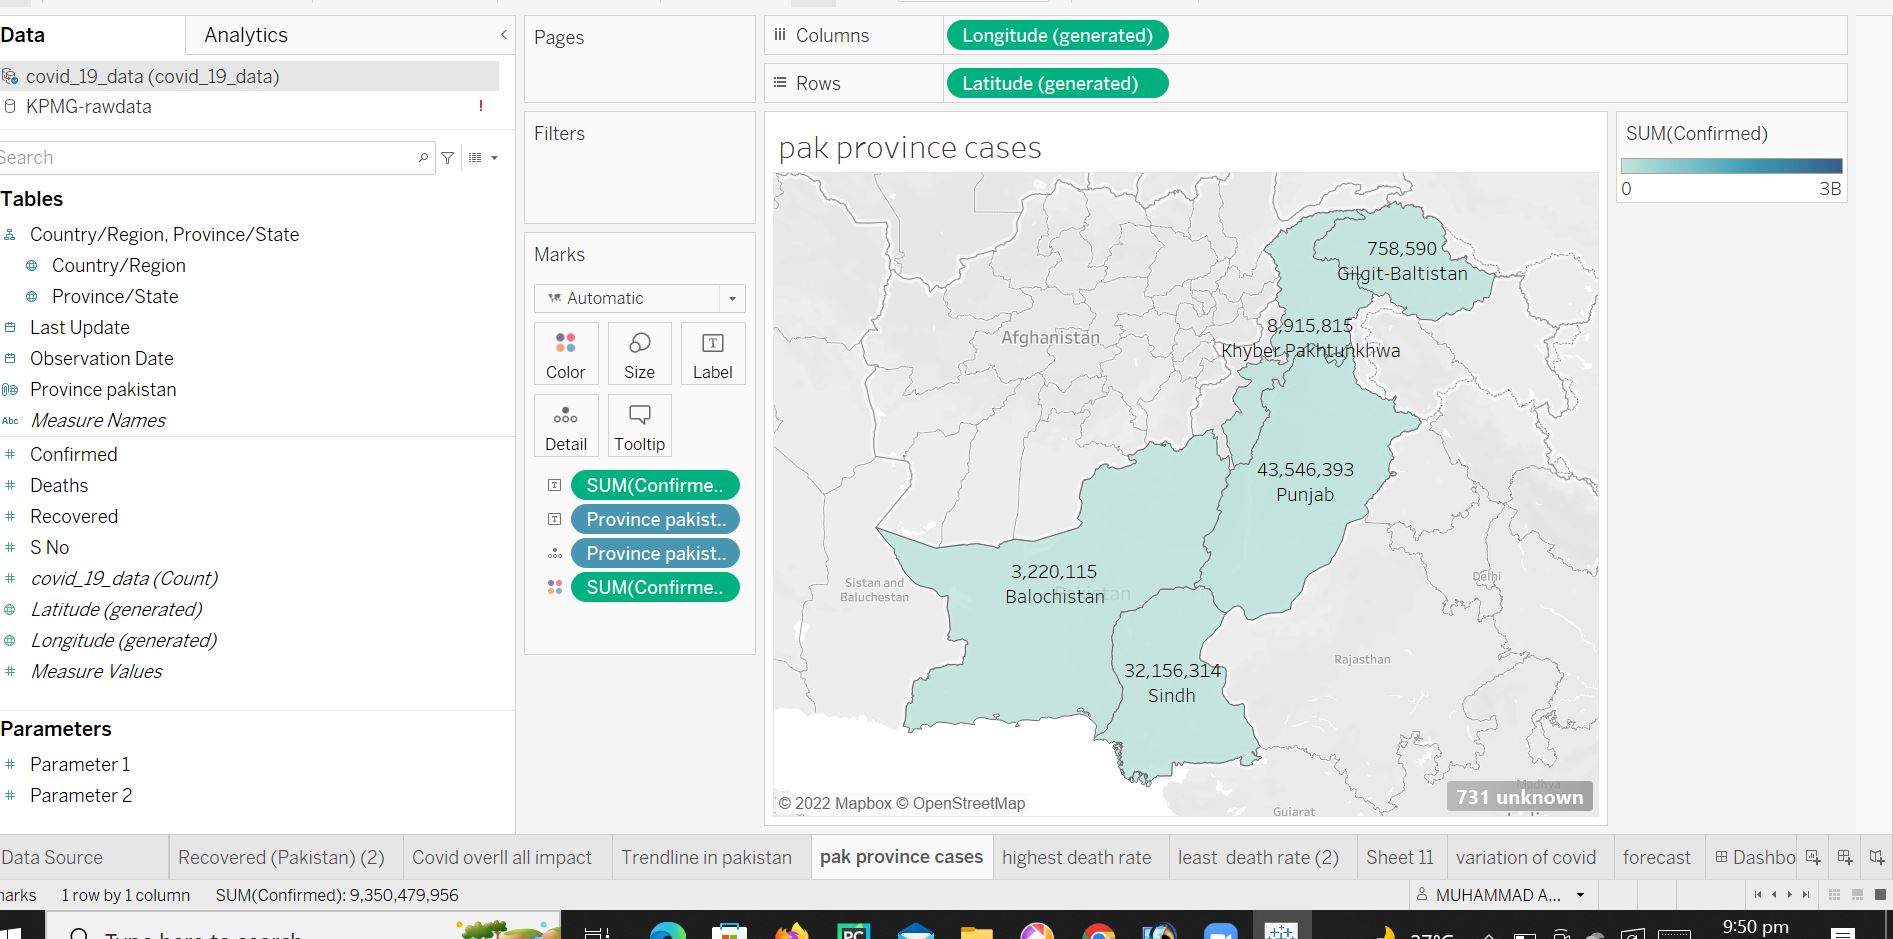 Data
Analytics
covid_19_data (covid_19_data)
KPMG-rawdata
!
Search
Tables
Country/Region, Province/State
Country/Region
Province/State
Last Update
Observation Date
Province pakistan
Abc Measure Names
Confirmed
Deaths
Recovered
S No
covid_19_data (Count)
Latitude (generated)
Longitude (generated)
Measure Values
Parameters
Parameter 1
Parameter 2
Pages
Filters
Marks
Automatic
Color
Size
Label
Detail
Tooltip
SUM(Confirme..
Province pakist..
Province pakist..
SUM(Confirme..
Columns
Longitude (generated)
Rows
Latitude (generated)
pak province cases
758,590
Gilgit-Baltistan
8,915,815
Khyber Pakhtunkhwa
Afghanistan
43,546,393
Punjab
3,220,115
Balochistan
Pakistan
Sistan and
Baluchestan
Delhi
Rajasthan
32,156,314
Sindh
Madhya
Gujarat
731 unknown
© 2022 Mapbox © OpenStreetMap
SUM(Confirmed)
0
3B
Data Source
Recovered (Pakistan) (2)
Covid overll all impact
Trendline in pakistan
pak province cases
highest death rate
least death rate (2)
Sheet 11
variation of covid
forecast
Dashbo
marks
1 row by 1 column
SUM(Confirmed): 9,350,479,956
MUHAMMAD A...
Type here to search
PC
27°C
9:50 pm